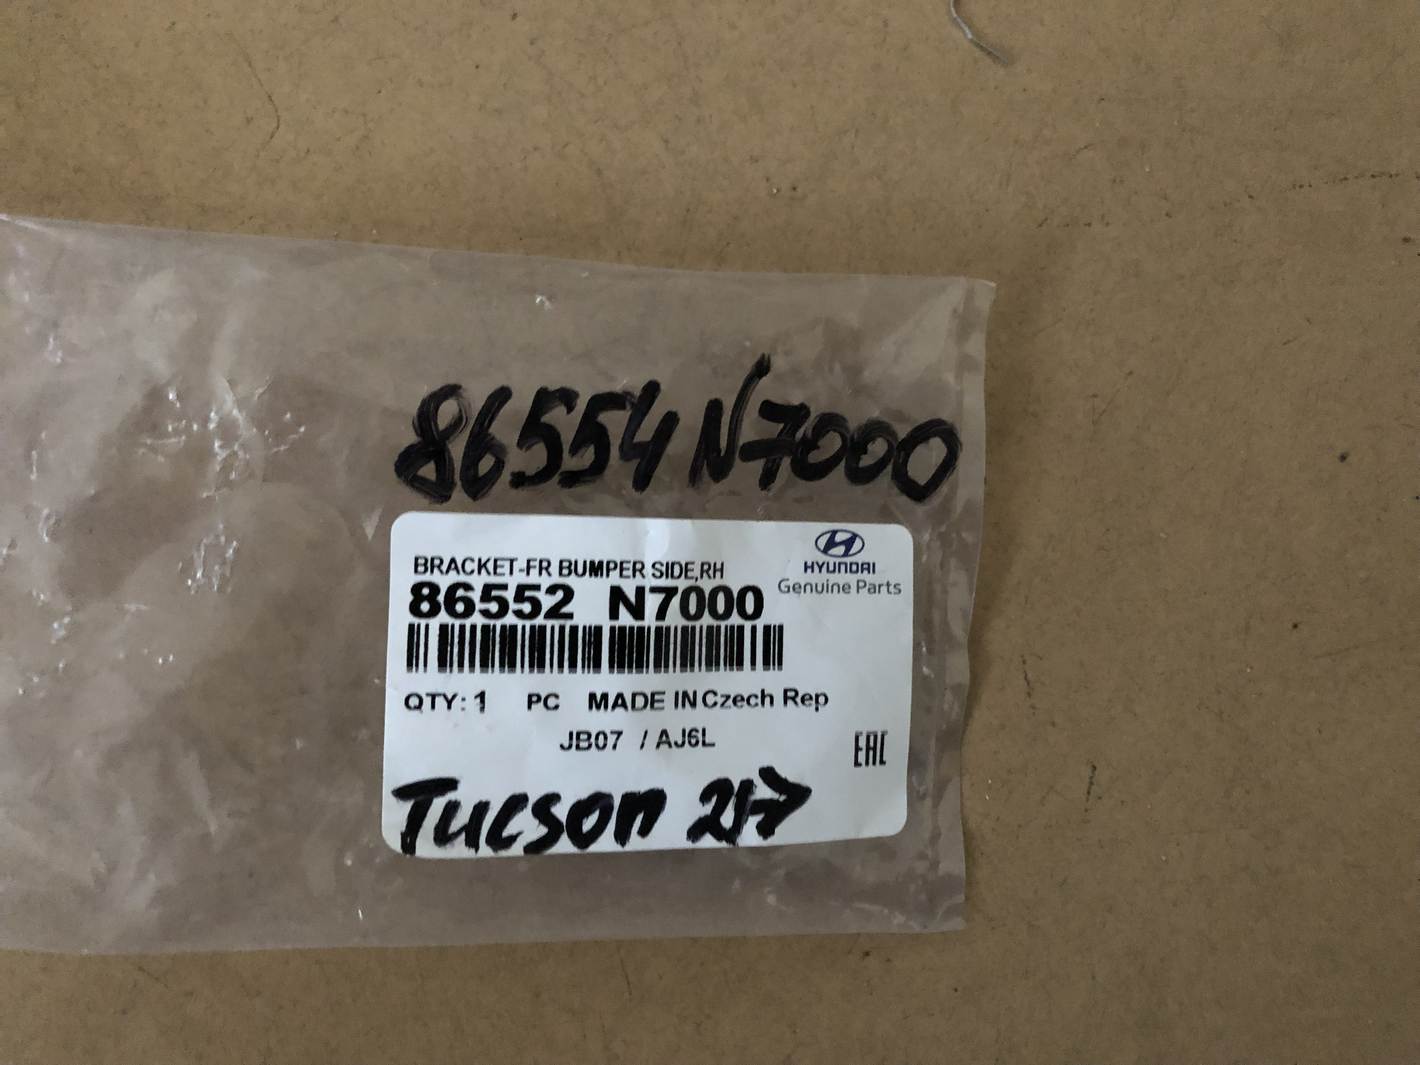 86554 N7000
BRACKET-FR BUMPER SIDE,RH
HYUNDAI
Genuine Parts
86552 N7000
QTY: 1 PC MADE IN Czech Rep
JB07 / AJ6L
EAC
Tucson 21->